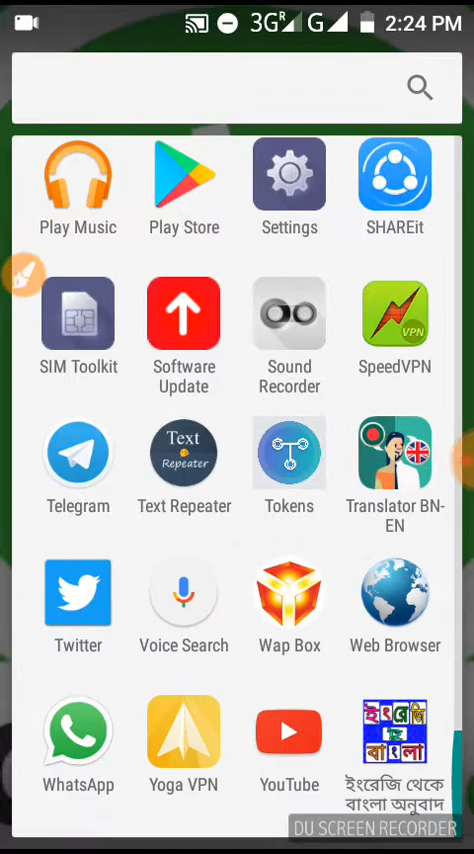 3G R G 2:24 PM
Play Music Play Store Settings SHAREit
VPN
SIM Toolkit Software Update Sound Recorder SpeedVPN
Text
Repeater
Telegram Text Repeater Tokens Translator BN-EN
Twitter Voice Search Wap Box Web Browser
ইংরেজি
টু
বাংলা
WhatsApp Yoga VPN YouTube ইংরেজি থেকে
বাংলা অনুবাদ
DU SCREEN RECORDER